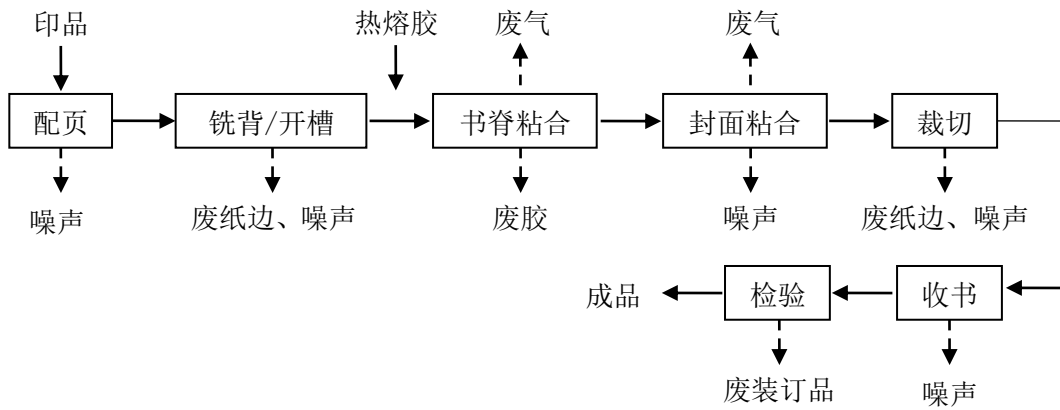 印品
热熔胶
废气
废气
配页
铣背/开槽
书脊粘合
封面粘合
裁切
噪声
废纸边、噪声
废胶
噪声
废纸边、噪声
成品
检验
收书
废装订品
噪声